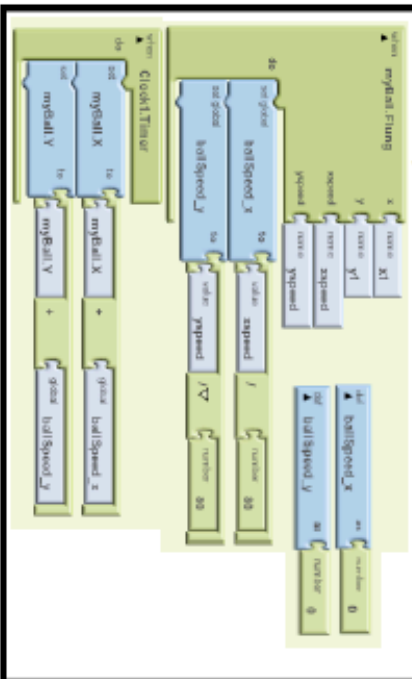 when myBall.Flung
x name x1
y name y1
xspeed name xspeed
yspeed name yspeed
do
set global ballSpeed_x to value xspeed / number 80
set global ballSpeed_y to value yspeed / number 80
def ballSpeed_x as number 0
def ballSpeed_y as number 0
when Clock1.Timer
do
set myBall.X to myBall.X + global ballSpeed_x
set myBall.Y to myBall.Y + global ballSpeed_y